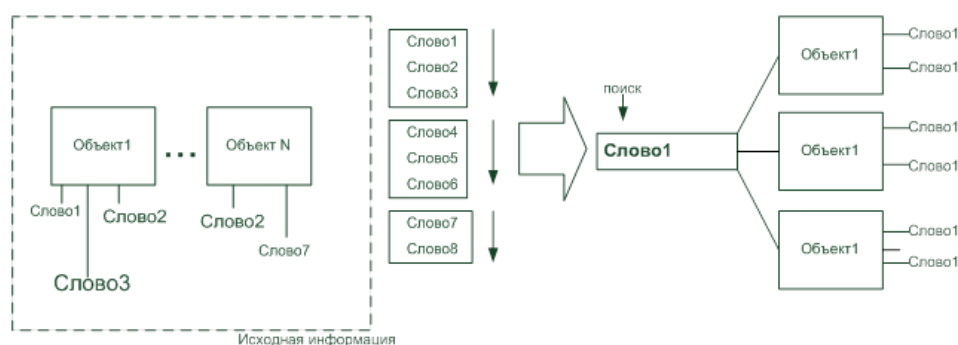 Объект1
...
Объект N
Слово1
Слово2
Слово3
Слово2
Слово7
Исходная информация
Слово1
Слово2
Слово3
Слово4
Слово5
Слово6
Слово7
Слово8
поиск
Слово1
Объект1
Слово1
Слово1
Объект1
Слово1
Слово1
Объект1
Слово1
Слово1